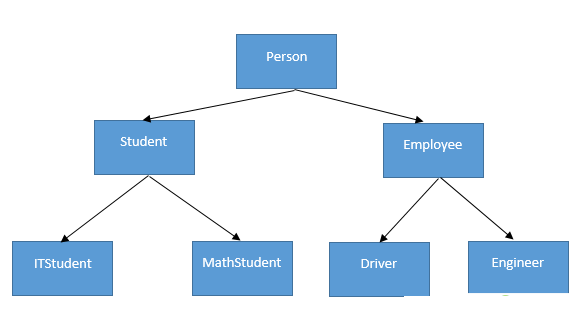 Person
Student
Employee
ITStudent
MathStudent
Driver
Engineer